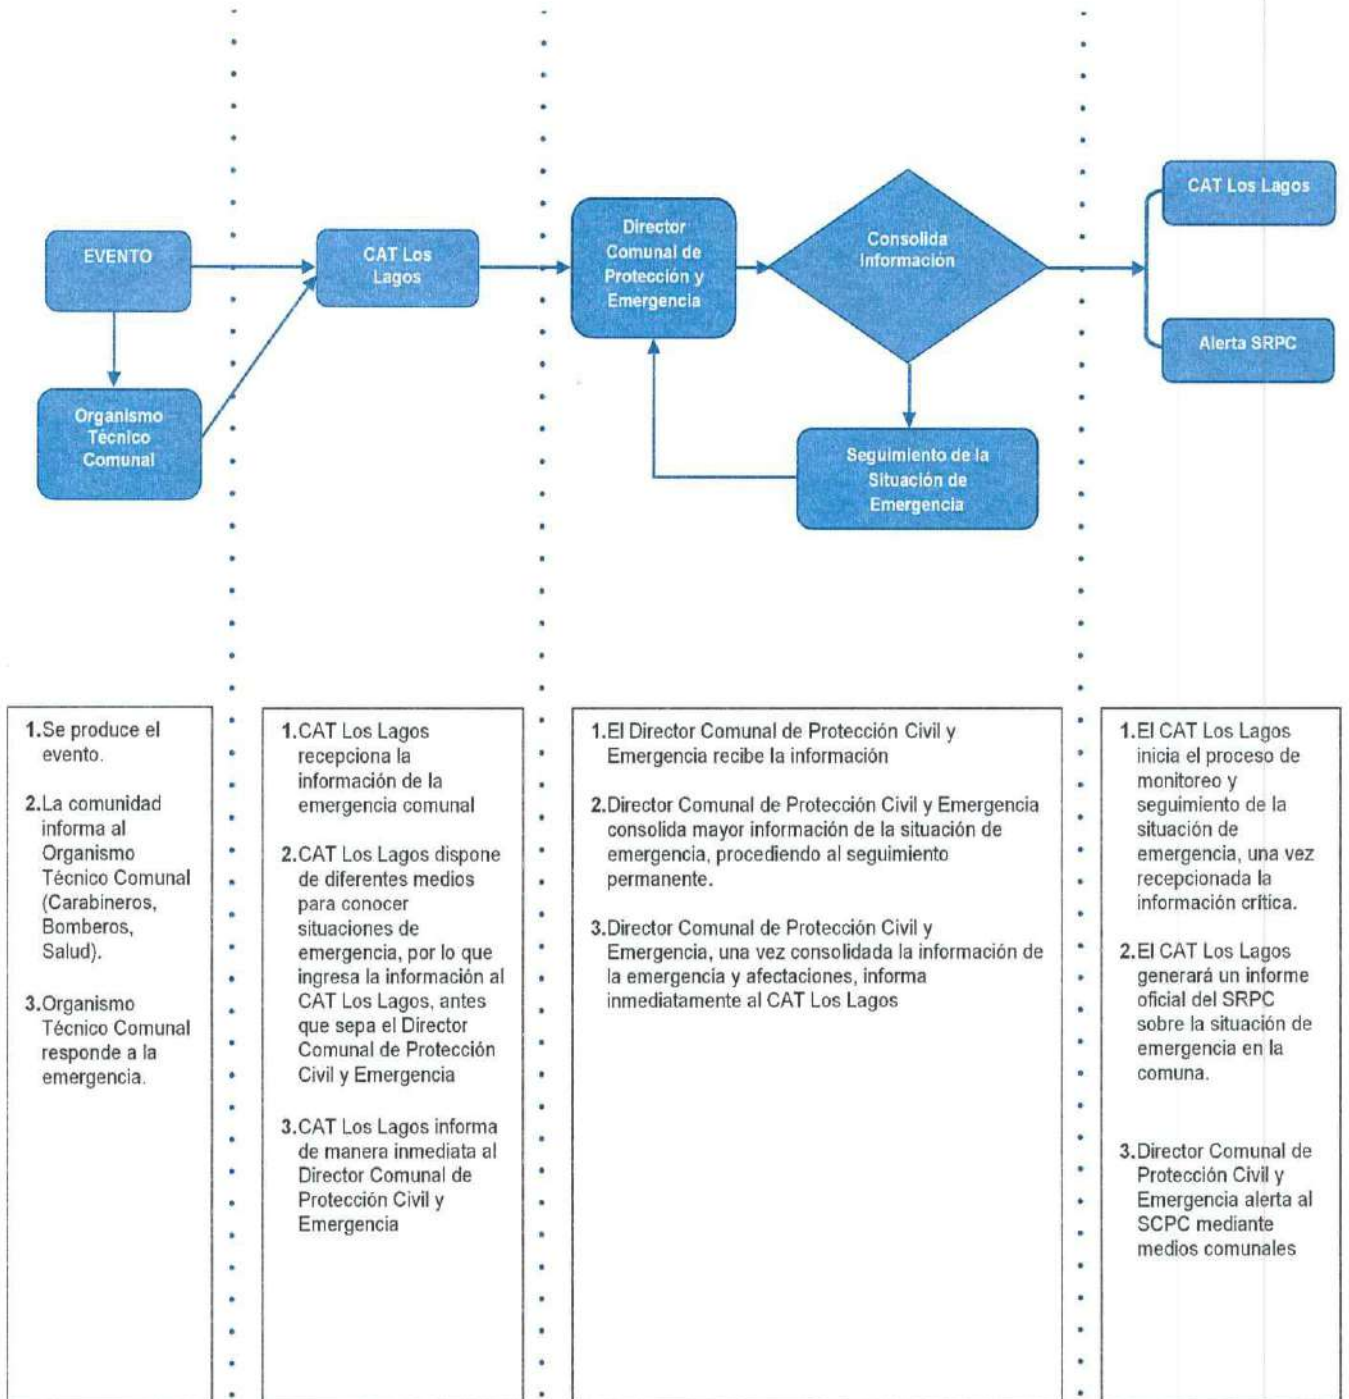 EVENTO
Organismo
Técnico
Comunal
CAT Los
Lagos
Director
Comunal de
Protección y
Emergencia
Consolida
Información
Seguimiento de la
Situación de
Emergencia
CAT Los Lagos
Alerta SRPC
1.Se produce el
evento.
2.La comunidad
informa al
Organismo
Técnico Comunal
(Carabineros,
Bomberos,
Salud).
3.Organismo
Técnico Comunal
responde a la
emergencia.
1.CAT Los Lagos
recepciona la
información de la
emergencia comunal
2.CAT Los Lagos dispone
de diferentes medios
para conocer
situaciones de
emergencia, por lo que
ingresa la información al
CAT Los Lagos, antes
que sepa el Director
Comunal de Protección
Civil y Emergencia
3.CAT Los Lagos informa
de manera inmediata al
Director Comunal de
Protección Civil y
Emergencia
1.El Director Comunal de Protección Civil y
Emergencia recibe la información
2.Director Comunal de Protección Civil y Emergencia
consolida mayor información de la situación de
emergencia, procediendo al seguimiento
permanente.
3.Director Comunal de Protección Civil y
Emergencia, una vez consolidada la información de
la emergencia y afectaciones, informa
inmediatamente al CAT Los Lagos
1.El CAT Los Lagos
inicia el proceso de
monitoreo y
seguimiento de la
situación de
emergencia, una vez
recepcionada la
información crítica.
2.El CAT Los Lagos
generará un informe
oficial del SRPC
sobre la situación de
emergencia en la
comuna.
3.Director Comunal de
Protección Civil y
Emergencia alerta al
SCPC mediante
medios comunales